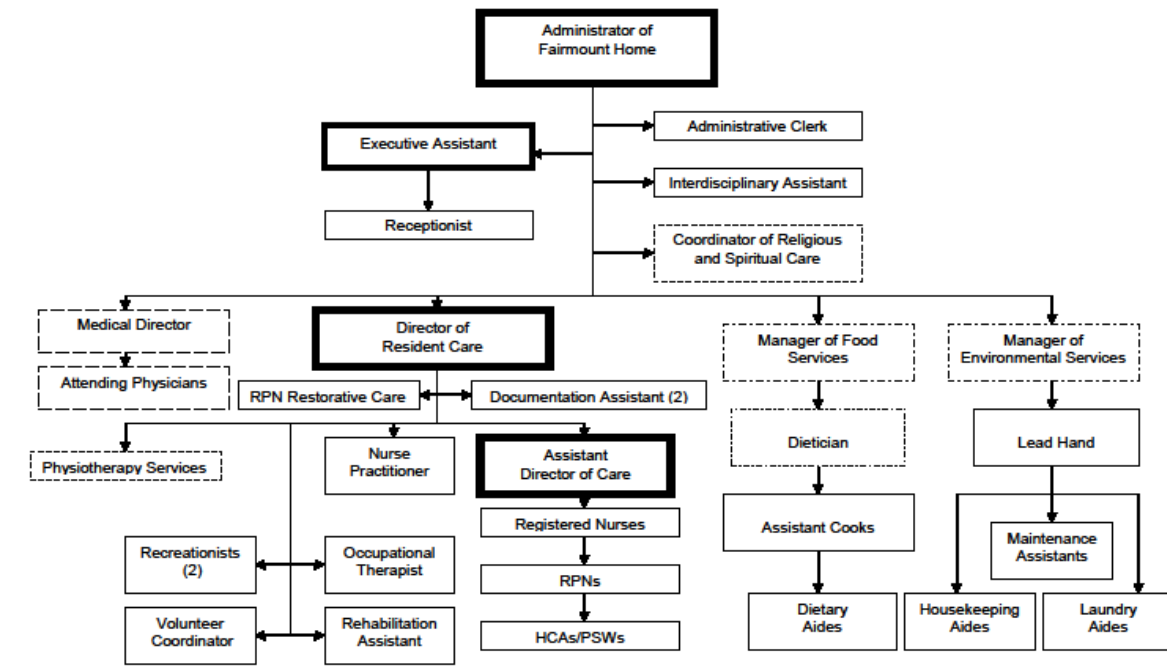 Administrator of
Fairmount Home
Administrative Clerk
Executive Assistant
Interdisciplinary Assistant
Receptionist
Coordinator of Religious
and Spiritual Care
Medical Director
Director of
Resident Care
Manager of Food
Services
Manager of
Environmental Services
Attending Physicians
RPN Restorative Care
Documentation Assistant (2)
Physiotherapy Services
Nurse
Practitioner
Assistant
Director of Care
Dietician
Lead Hand
Registered Nurses
Assistant Cooks
Maintenance
Assistants
Recreationists
(2)
Occupational
Therapist
RPNs
Volunteer
Coordinator
Rehabilitation
Assistant
HCAs/PSWs
Dietary
Aides
Housekeeping
Aides
Laundry
Aides